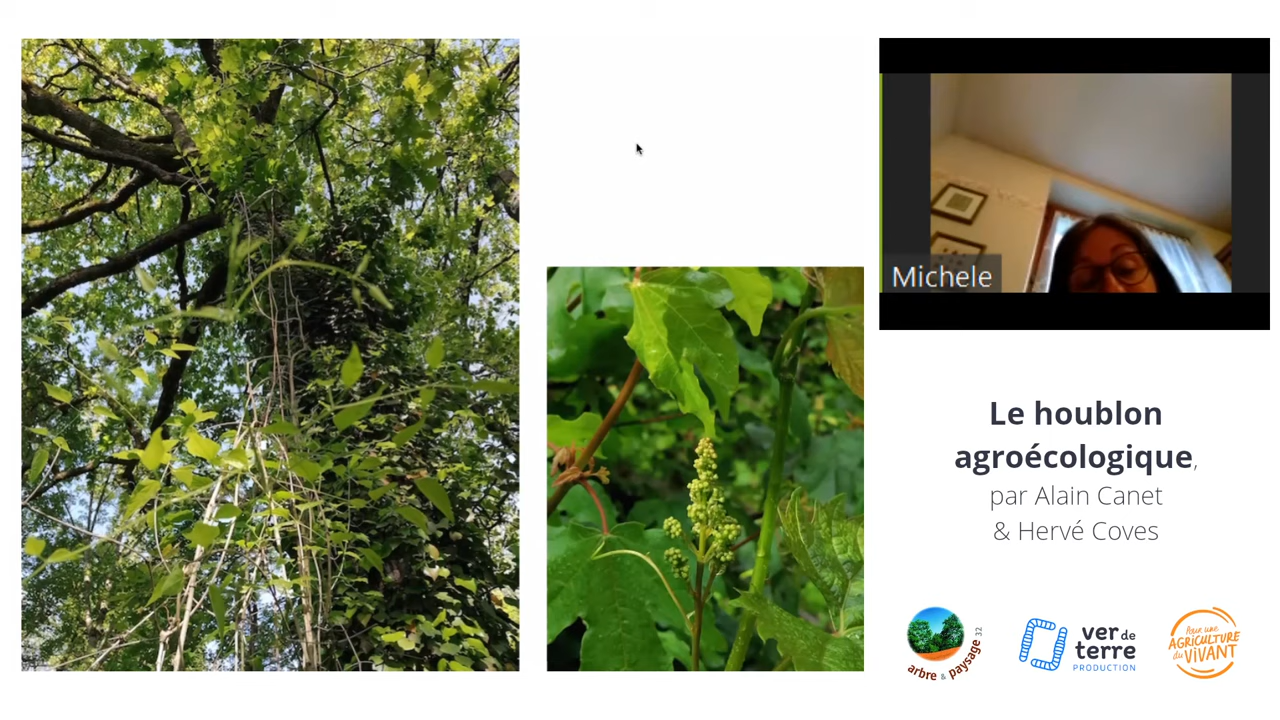 Michele
Le houblon
agroécologique,
par Alain Canet
& Hervé Coves
arbre & paysage 32
ver de
terre
PRODUCTION
Pour une
AGRICULTURE
du VIVANT